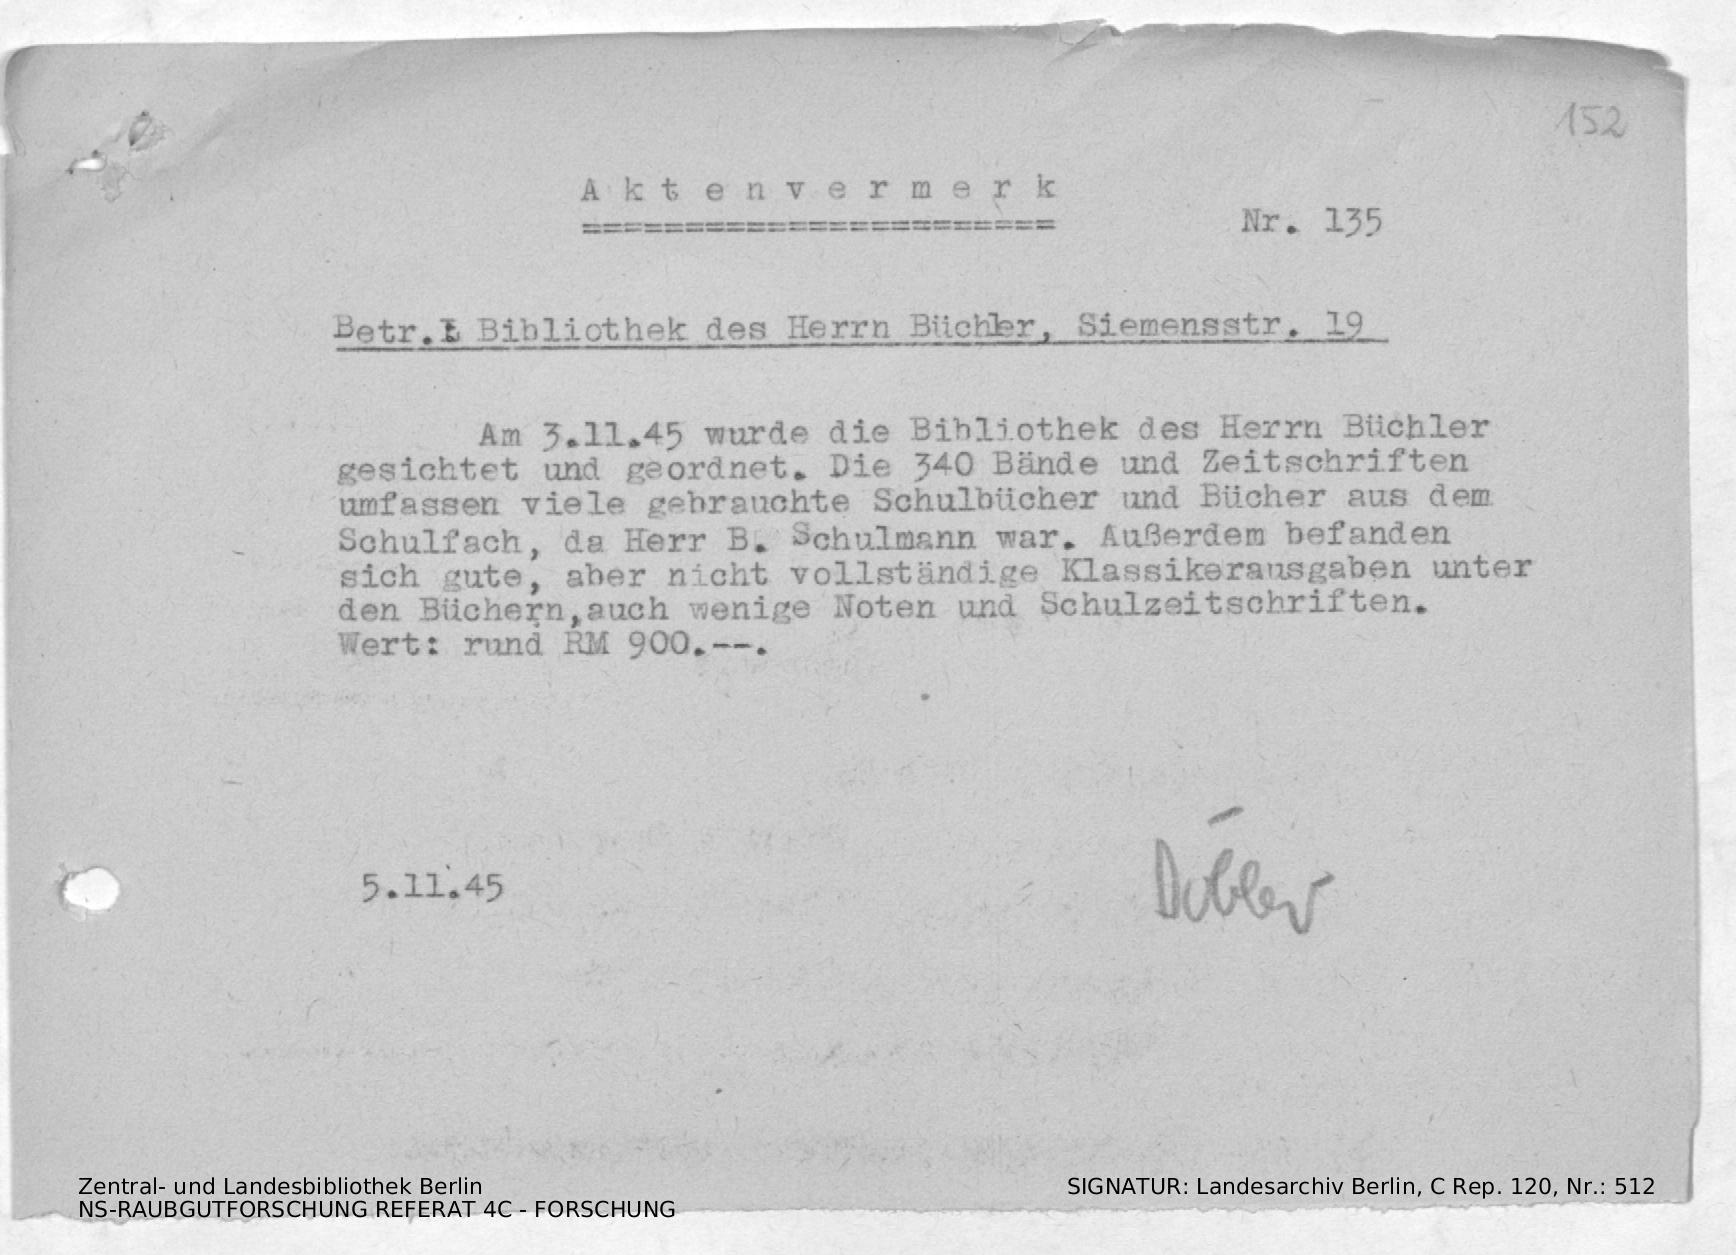 152
Aktenvermerk
=======================
Nr. 135
Betr.: Bibliothek des Herrn Büchler, Siemensstr. 19
Am 3.11.45 wurde die Bibliothek des Herrn Büchler
gesichtet und geordnet. Die 340 Bände und Zeitschriften
umfassen viele gebrauchte Schulbücher und Bücher aus dem
Schulfach, da Herr B. Schulmann war. Außerdem befanden
sich gute, aber nicht vollständige Klassikerausgaben unter
den Büchern,auch wenige Noten und Schulzeitschriften.
Wert: rund RM 900.--.
5.11.45
Zentral- und Landesbibliothek Berlin
NS-RAUBGUTFORSCHUNG REFERAT 4C - FORSCHUNG
SIGNATUR: Landesarchiv Berlin, C Rep. 120, Nr.: 512